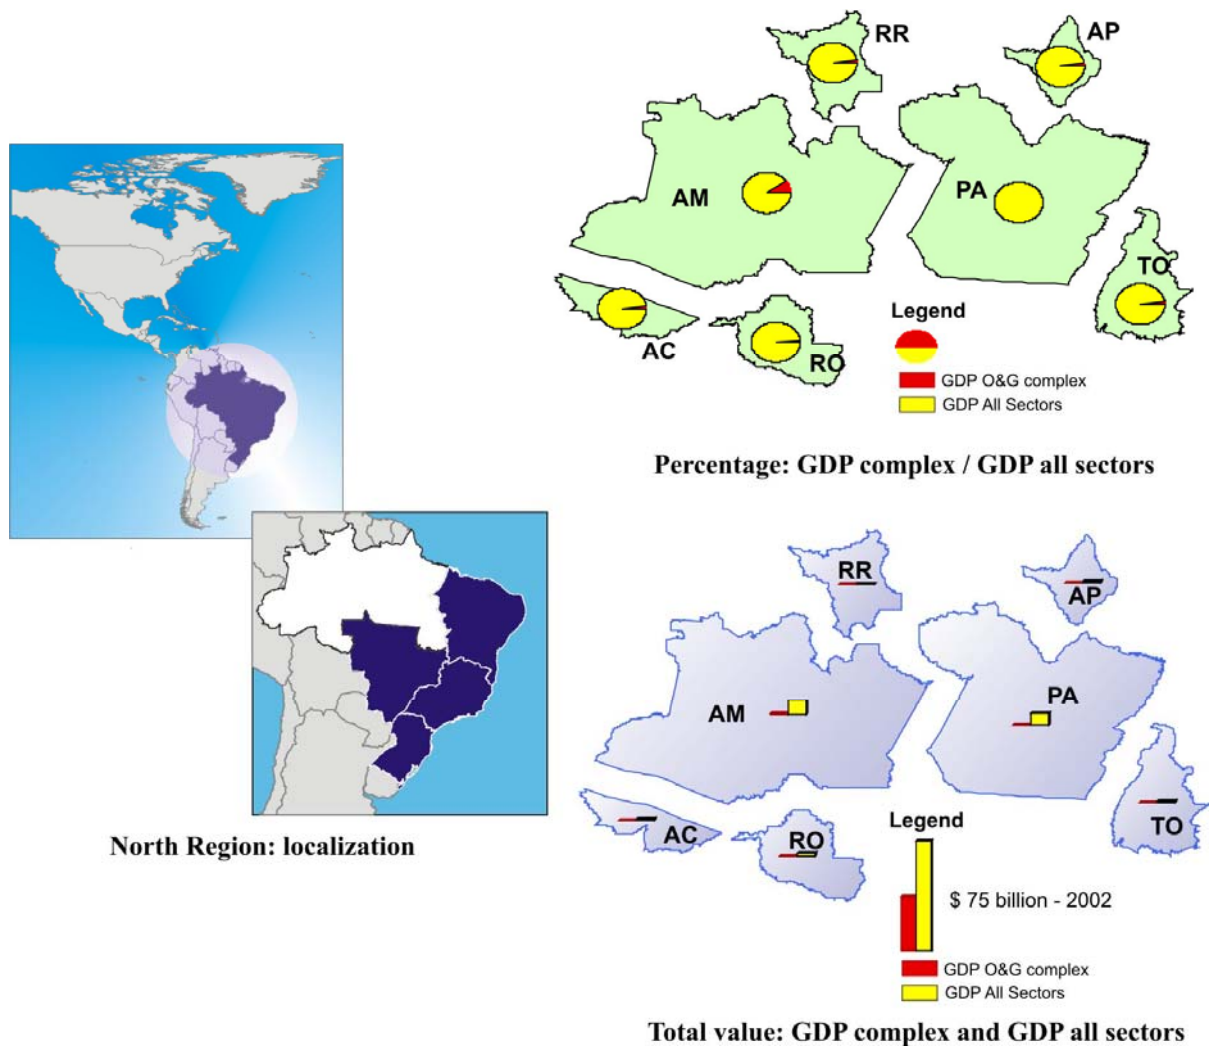 RR
AP
AM
PA
TO
AC
RO
Legend
GDP O&G complex
GDP All Sectors
Percentage: GDP complex / GDP all sectors
North Region: localization
RR
AP
AM
PA
AC
RO
TO
Legend
$ 75 billion - 2002
GDP O&G complex
GDP All Sectors
Total value: GDP complex and GDP all sectors